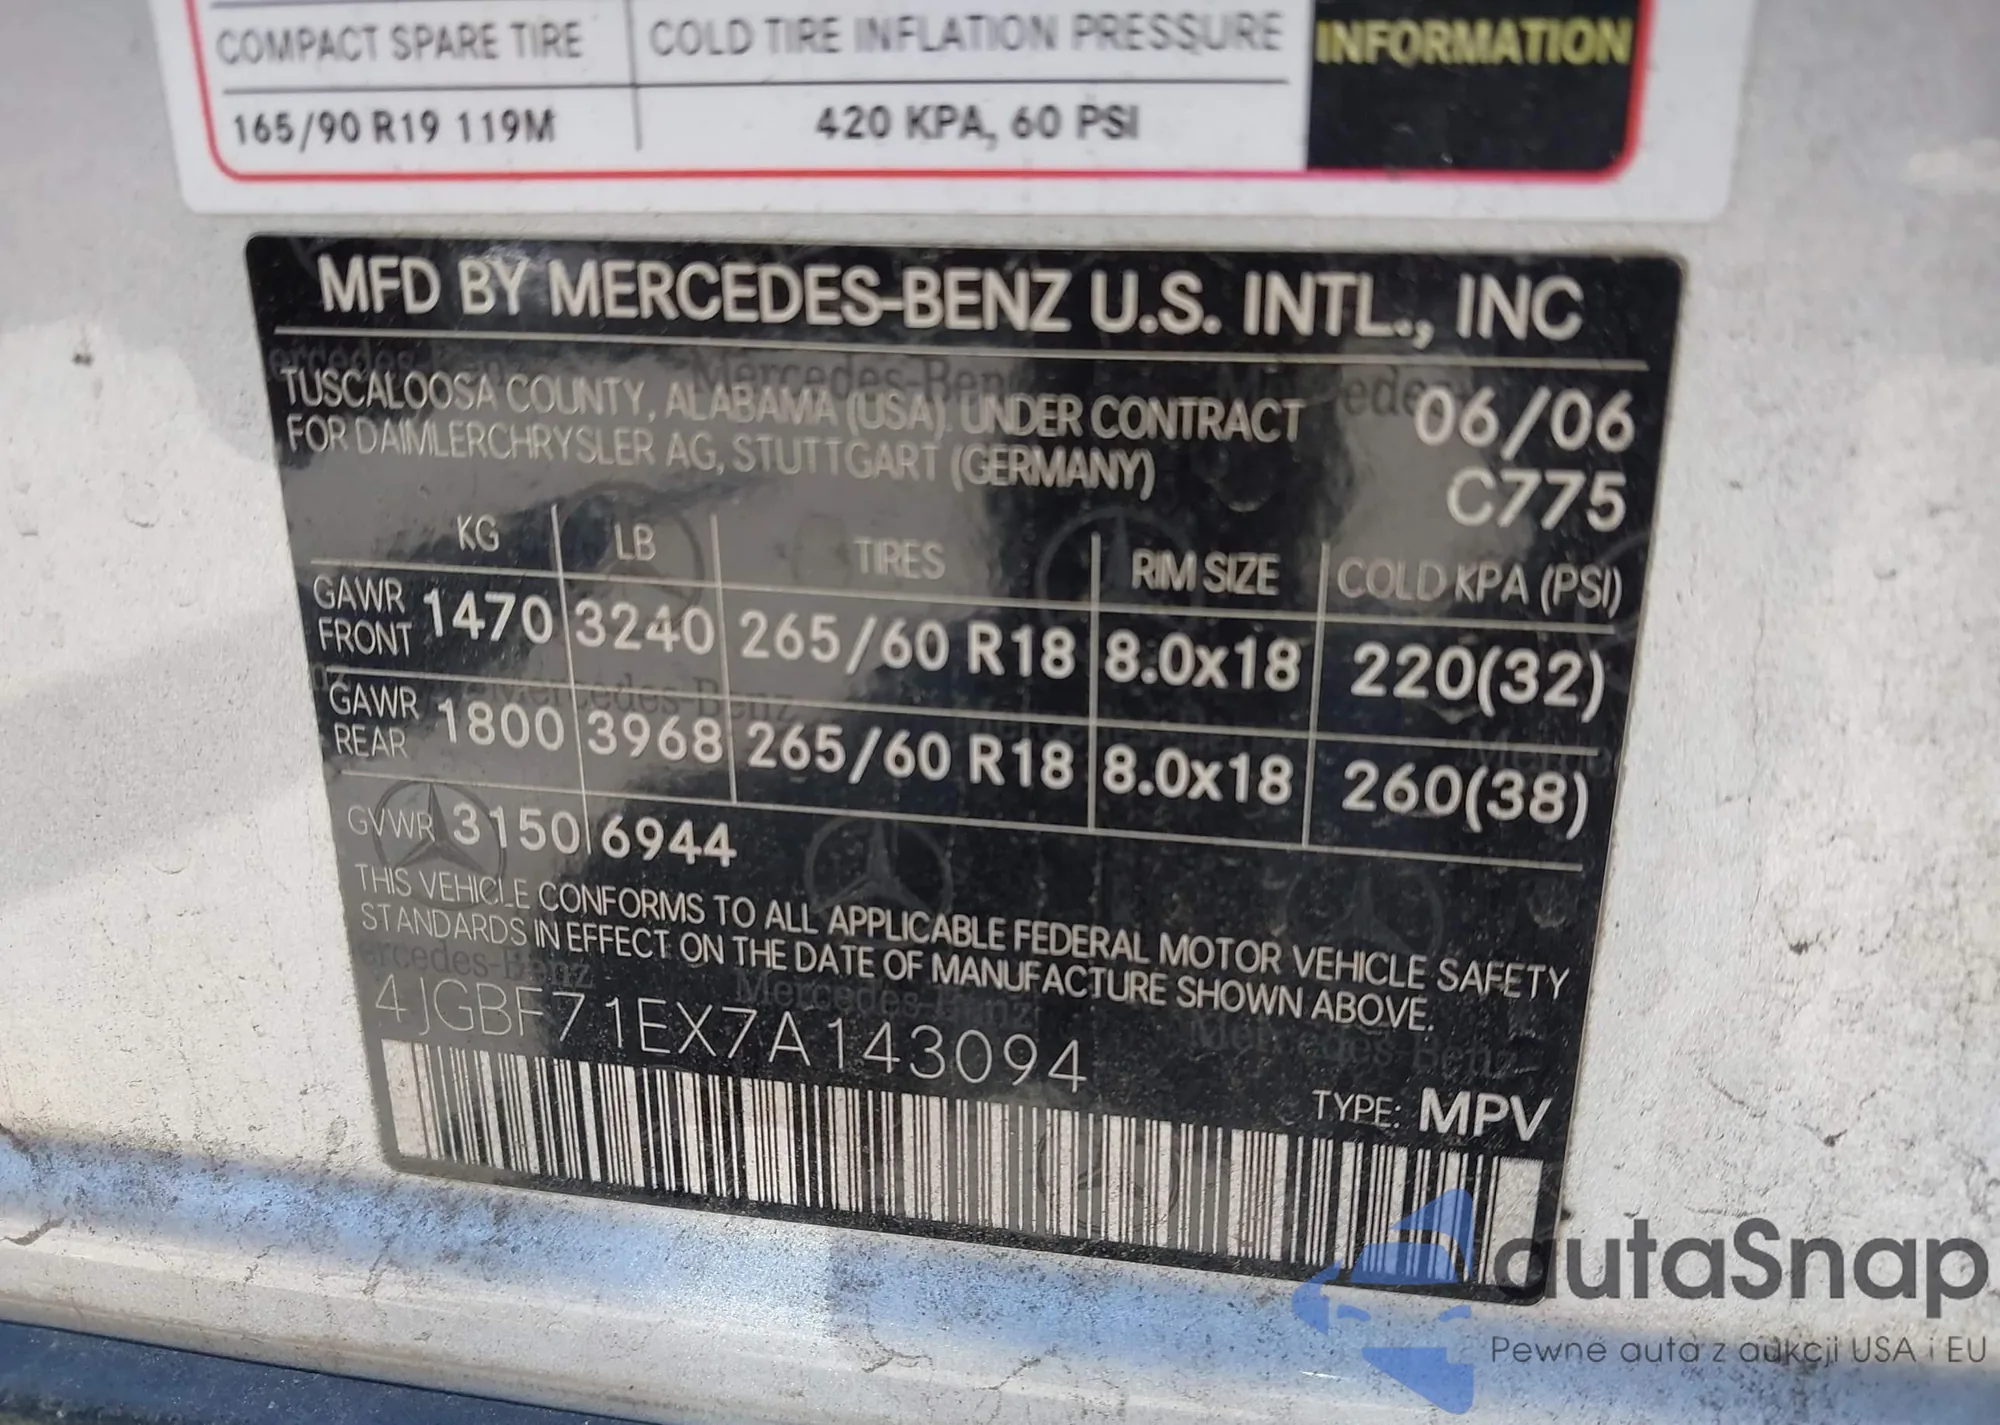 COMPACT SPARE TIRE COLD TIRE INFLATION PRESSURE INFORMATION
165/90 R19 119M 420 KPA, 60 PSI
MFD BY MERCEDES-BENZ U.S. INTL., INC
TUSCALOOSA COUNTY, ALABAMA (USA) UNDER CONTRACT 06/06
FOR DAIMLERCHRYSLER AG, STUTTGART (GERMANY) C775
KG LB TIRES RIM SIZE COLD KPA (PSI)
GAWR FRONT 1470 3240 265/60 R18 8.0x18 220(32)
GAWR REAR 1800 3968 265/60 R18 8.0x18 260(38)
GVWR 3150 6944
THIS VEHICLE CONFORMS TO ALL APPLICABLE FEDERAL MOTOR VEHICLE SAFETY
STANDARDS IN EFFECT ON THE DATE OF MANUFACTURE SHOWN ABOVE.
4JGBF71EX7A143094
TYPE: MPV
autaSnap
Pewne auta z aukcji USA i EU